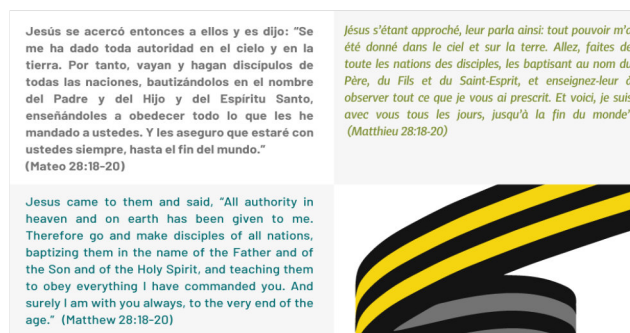 Jesús se acercó entonces a ellos y es dijo: “Se
me ha dado toda autoridad en el cielo y en la
tierra. Por tanto, vayan y hagan discípulos de
todas las naciones, bautizándolos en el nombre
del Padre y del Hijo y del Espíritu Santo,
enseñándoles a obedecer todo lo que les he
mandado a ustedes. Y les aseguro que estaré con
ustedes siempre, hasta el fin del mundo.”
(Mateo 28:18-20)
Jésus s'étant approché, leur parla ainsi: tout pouvoir m'a
été donné dans le ciel et sur la terre. Allez, faites de
toute les nations des disciples, les baptisant au nom du
Père, du Fils et du Saint-Esprit, et enseignez-leur à
observer tout ce que je vous ai prescrit. Et voici, je suis
avec vous tous les jours, jusqu'à la fin du monde”
(Matthieu 28:18-20)
Jesus came to them and said, “All authority in
heaven and on earth has been given to me.
Therefore go and make disciples of all nations,
baptizing them in the name of the Father and of
the Son and of the Holy Spirit, and teaching them
to obey everything I have commanded you. And
surely I am with you always, to the very end of the
age.” (Matthew 28:18-20)